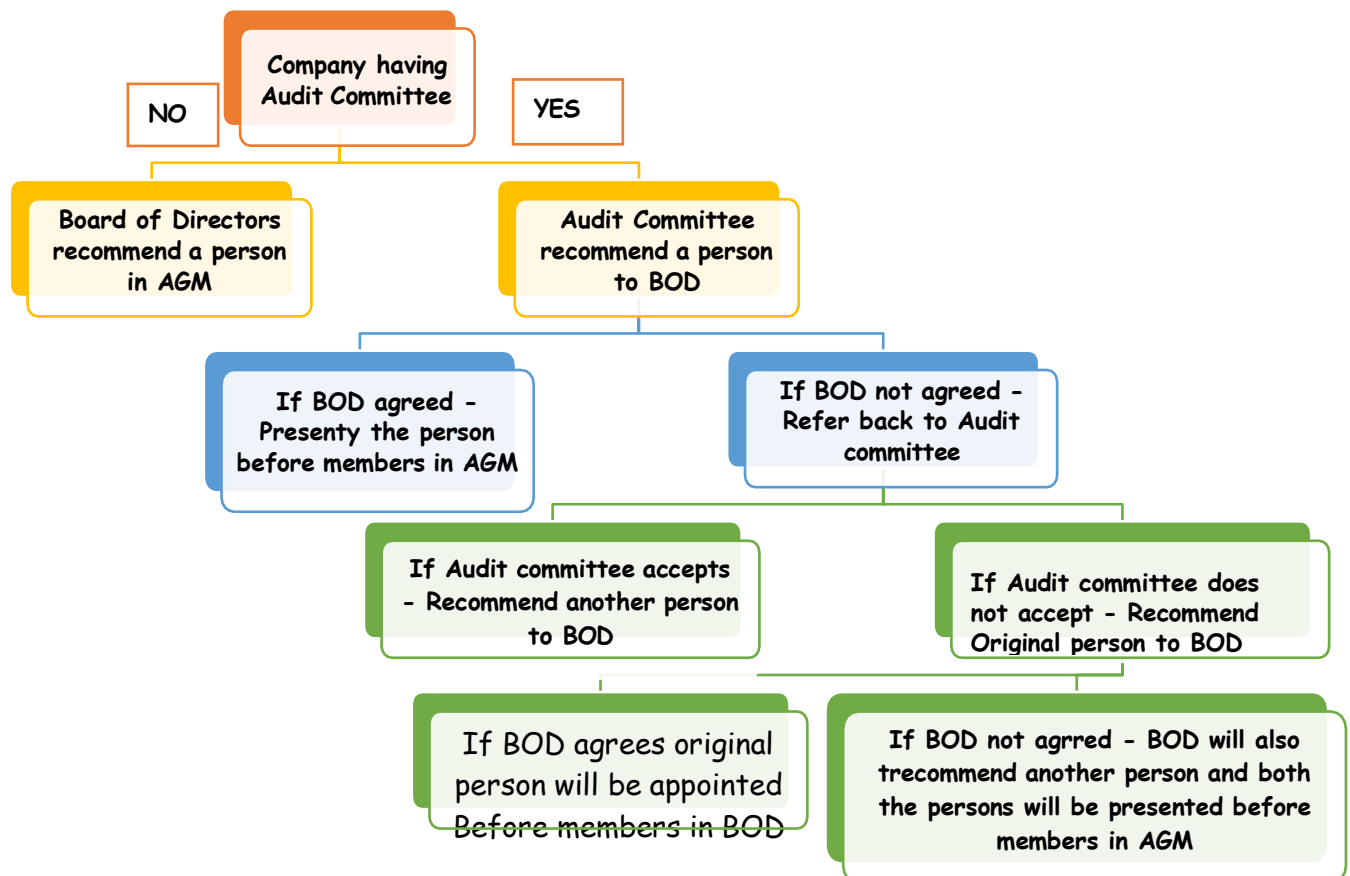 Company having
Audit Committee
NO
YES
Board of Directors
recommend a person
in AGM
Audit Committee
recommend a person
to BOD
If BOD agreed -
Presenty the person
before members in AGM
If BOD not agreed -
Refer back to Audit
committee
If Audit committee accepts
- Recommend another person
to BOD
If Audit committee does
not accept - Recommend
Original person to BOD
If BOD agrees original
person will be appointed
Before members in BOD
If BOD not agrred - BOD will also
trecommend another person and both
the persons will be presented before
members in AGM